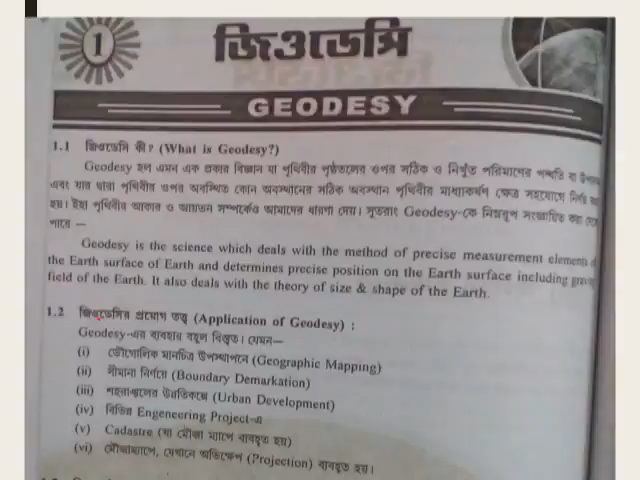 1
জিওডেসি
GEODESY
1.1 জিওডেসি কী? (What is Geodesy?)
Geodesy হল এমন এক প্রকার বিজ্ঞান যা পৃথিবীর পৃষ্ঠতলের ওপর সঠিক ও নিখুঁত পরিমাপের পদ্ধতি বা
এবং যার দ্বারা পৃথিবীর ওপর অবস্থিত কোন অবস্থানের সঠিক অবস্থান পৃথিবীর মাধ্যাকর্ষণ ক্ষেত্র সহযোগে নির্ণয়
হয়। ইহা পৃথিবীর আকার ও আয়তন সম্পর্কেও আমাদের ধারণা দেয়। সুতরাং Geodesy-কে নিম্নরূপ সংজ্ঞায়িত করা যেতে
পারে —
Geodesy is the science which deals with the method of precise measurement elements of
the Earth surface of Earth and determines precise position on the Earth surface including
field of the Earth. It also deals with the theory of size & shape of the Earth.
1.2 জিওডেসির প্রয়োগ তত্ত্ব (Application of Geodesy) :
Geodesy-এর ব্যবহার বহুল বিস্তৃত। যেমন—
(i) ভৌগোলিক মানচিত্র উপস্থাপনে (Geographic Mapping)
(ii) সীমানা নির্ণয়ে (Boundary Demarkation)
(iii) শহরাঞ্চলের উন্নতিকল্পে (Urban Development)
(iv) বিভিন্ন Engeneering Project-এ
(v) Cadastre (যা মৌজা ম্যাপে ব্যবহৃত হয়)
(vi) মৌজাম্যাপে, যেখানে অভিক্ষেপ (Projection) ব্যবহৃত হয়।